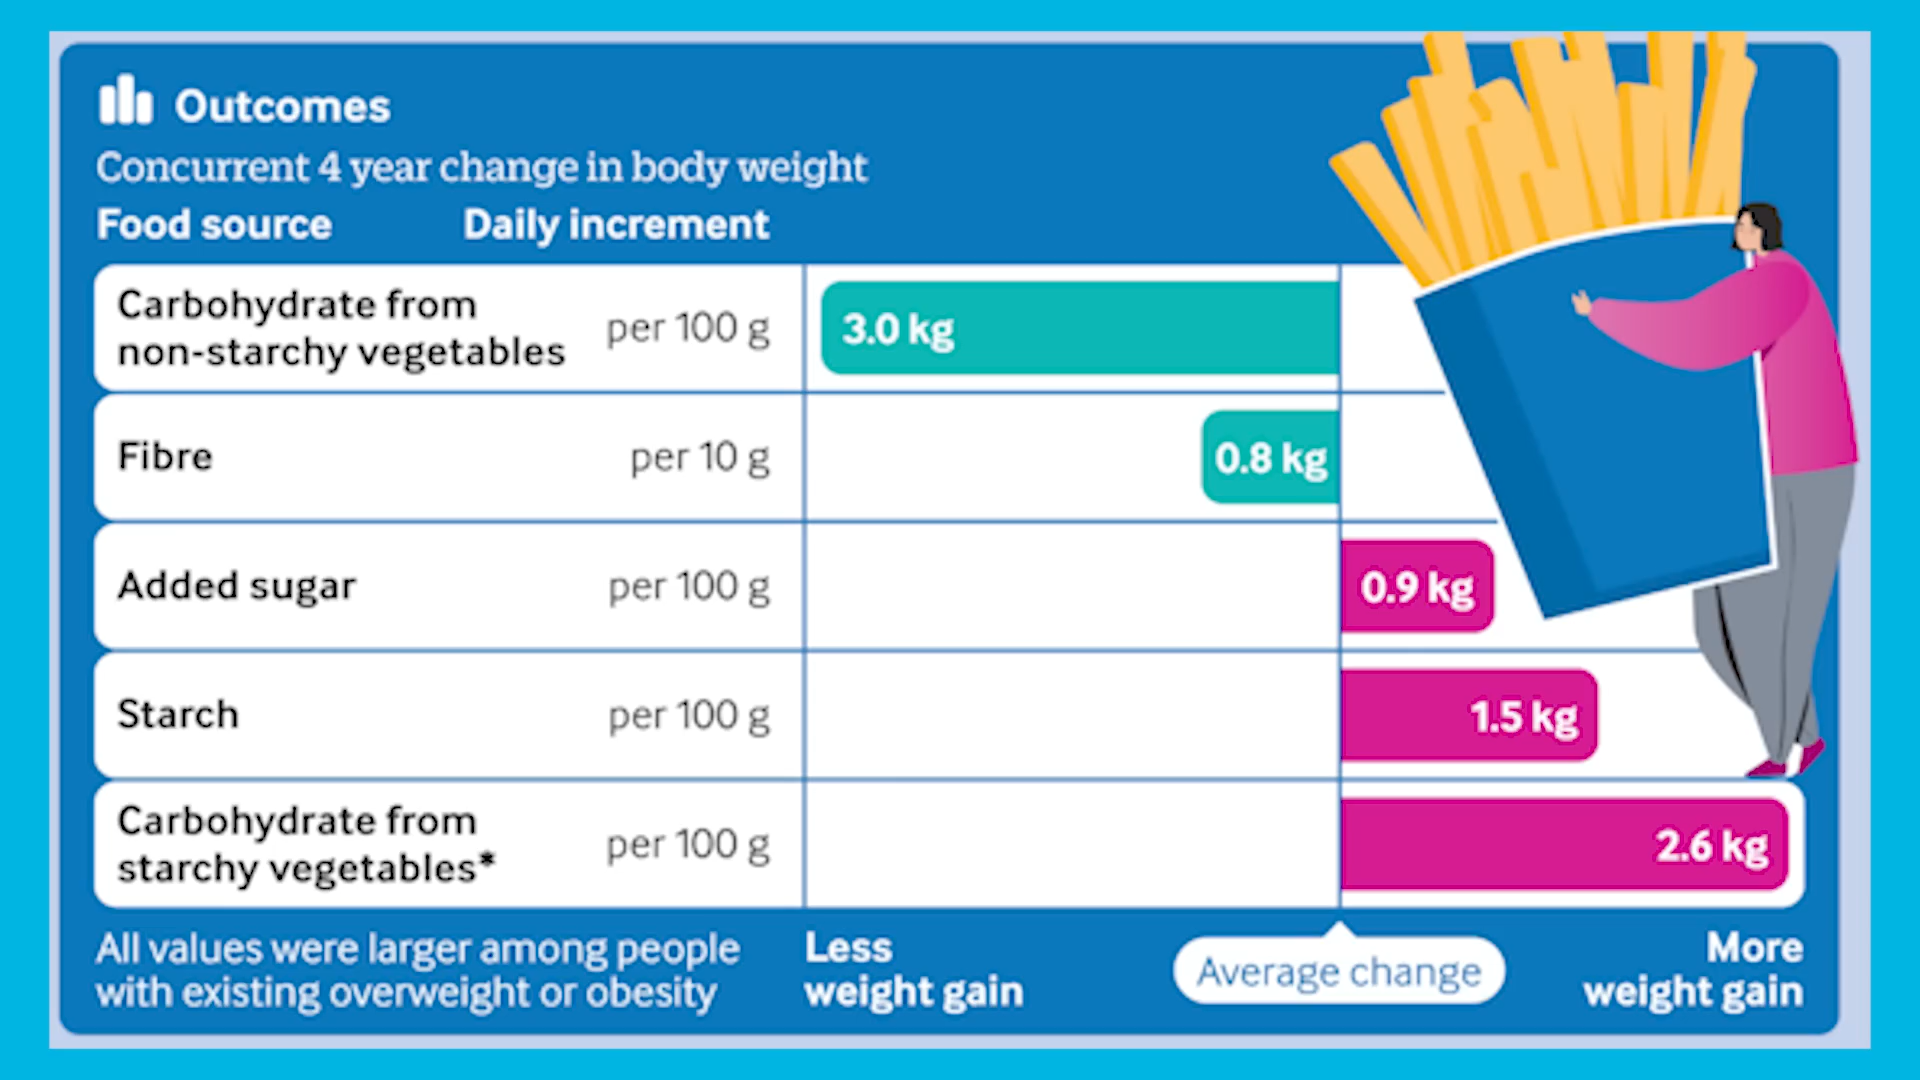 Outcomes
Concurrent 4 year change in body weight
Food source Daily increment
Carbohydrate from
non-starchy vegetables per 100 g 3.0 kg
Fibre per 10 g 0.8 kg
Added sugar per 100 g 0.9 kg
Starch per 100 g 1.5 kg
Carbohydrate from
starchy vegetables* per 100 g 2.6 kg
All values were larger among people
with existing overweight or obesity
Less
weight gain
Average change
More
weight gain